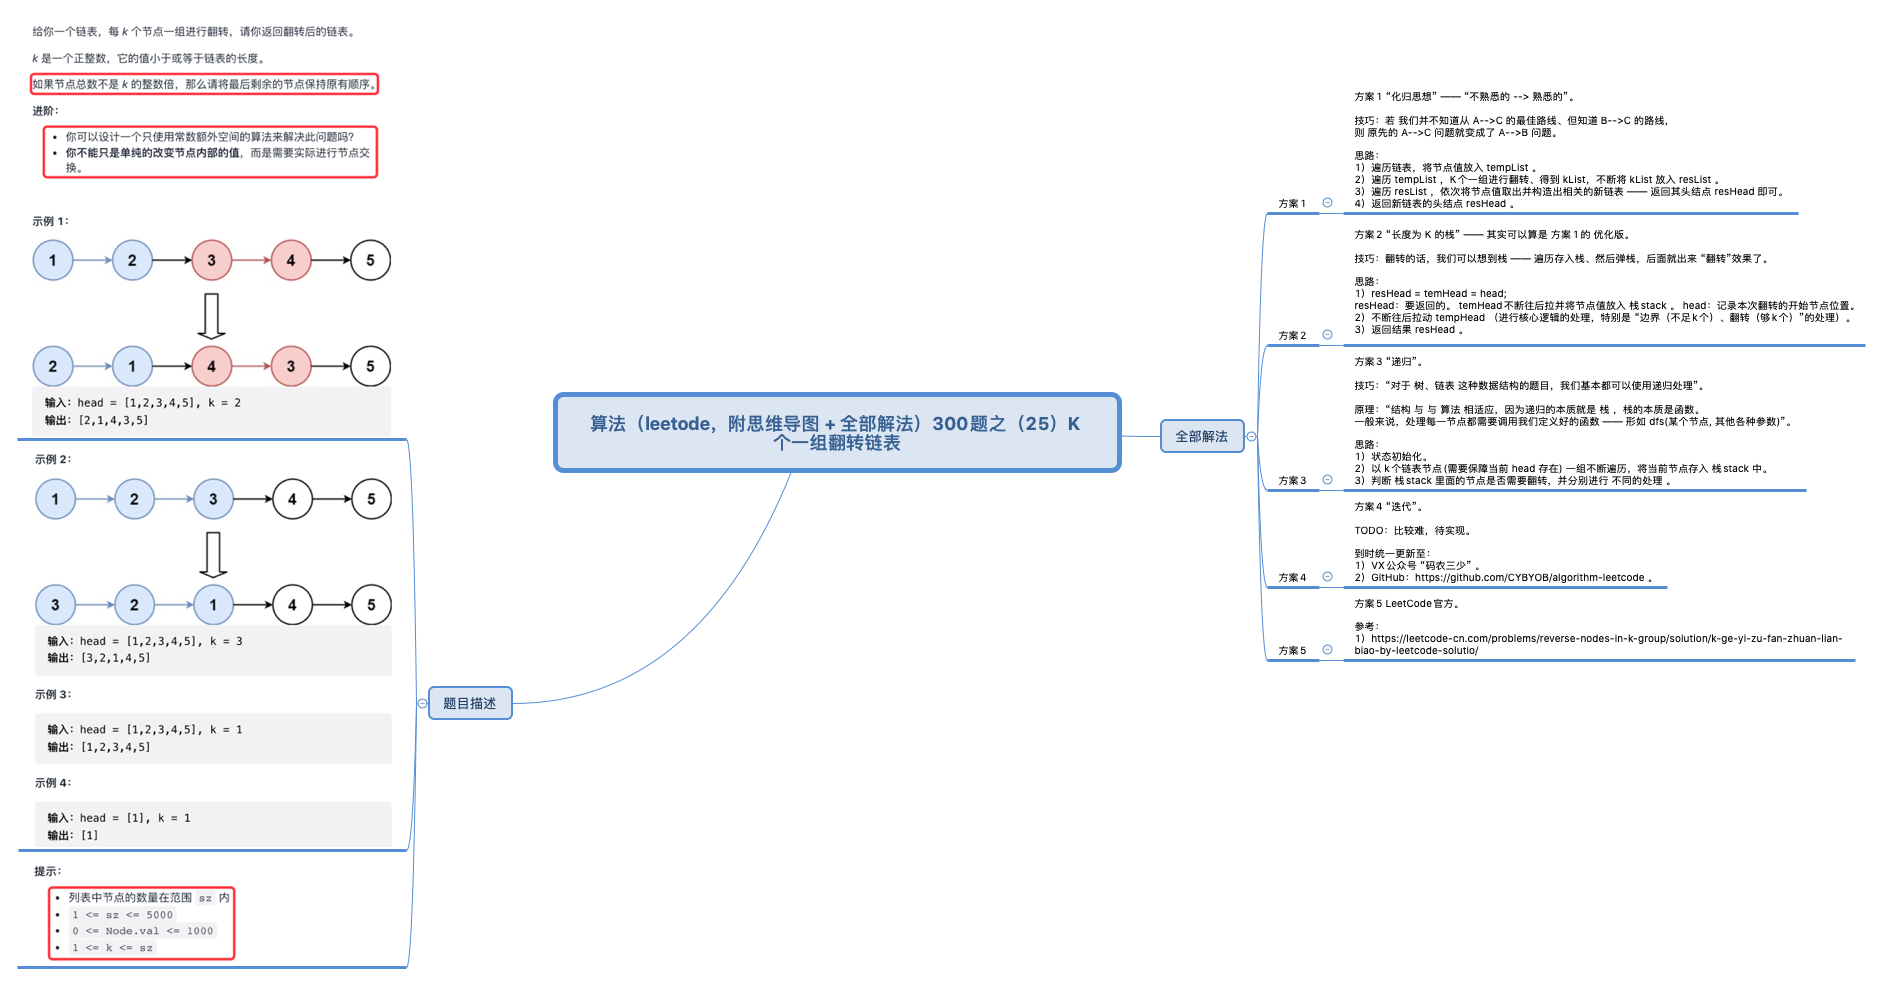 给你一个链表，每 k 个节点一组进行翻转，请你返回翻转后的链表。
k 是一个正整数，它的值小于或等于链表的长度。
如果节点总数不是 k 的整数倍，那么请将最后剩余的节点保持原有顺序。
进阶：
• 你可以设计一个只使用常数额外空间的算法来解决此问题吗？
• 你不能只是单纯的改变节点内部的值，而是需要实际进行节点交
换。
示例 1：
1 2 3 4 5
2 1 4 3 5
输入：head = [1,2,3,4,5], k = 2
输出：[2,1,4,3,5]
示例 2：
1 2 3 4 5
3 2 1 4 5
输入：head = [1,2,3,4,5], k = 3
输出：[3,2,1,4,5]
示例 3：
输入：head = [1,2,3,4,5], k = 1
输出：[1,2,3,4,5]
示例 4：
输入：head = [1], k = 1
输出：[1]
提示：
• 列表中节点的数量在范围 sz 内
• 1 <= sz <= 5000
• 0 <= Node.val <= 1000
• 1 <= k <= sz
题目描述
算法（leetode，附思维导图 + 全部解法）300题之（25）K
个一组翻转链表
全部解法
方案 1
方案 1 “化归思想” —— “不熟悉的 --> 熟悉的”。
技巧：若 我们并不知道从 A-->C 的最佳路线、但知道 B-->C 的路线，
则 原先的 A-->C 问题就变成了 A-->B 问题。
思路：
1）遍历链表，将节点值放入 tempList 。
2）遍历 tempList ，K 个一组进行翻转、得到 kList，不断将 kList 放入 resList 。
3）遍历 resList ，依次将节点值取出并构造出相关的新链表 —— 返回其头结点 resHead 即可。
4）返回新链表的头结点 resHead 。
方案 2
方案 2 “长度为 K 的栈” —— 其实可以算是 方案 1 的 优化版。
技巧：翻转的话，我们可以想到栈 —— 遍历存入栈、然后弹栈，后面就出来 “翻转”效果了。
思路：
1）resHead = temHead = head;
resHead：要返回的。 temHead 不断往后拉并将节点值放入 栈 stack 。 head：记录本次翻转的开始节点位置。
2）不断往后拉动 tempHead （进行核心逻辑的处理，特别是 “边界（不足 k 个）、翻转（够 k 个）”的处理）。
3）返回结果 resHead 。
方案 3
方案 3 “递归”。
技巧：“对于 树、链表 这种数据结构的题目，我们基本都可以使用递归处理”。
原理：“结构 与 与 算法 相适应，因为递归的本质就是 栈 ，栈的本质是函数。
一般来说，处理每一节点都需要调用我们定义好的函数 —— 形如 dfs(某个节点, 其他各种参数)”。
思路：
1）状态初始化。
2）以 k 个链表节点 (需要保障当前 head 存在) 一组不断遍历，将当前节点存入 栈 stack 中。
3）判断 栈 stack 里面的节点是否需要翻转，并分别进行 不同的处理 。
方案 4
方案 4 “迭代”。
TODO：比较难，待实现。
到时统一更新至：
1）VX 公众号 “码农三少” 。
2）GitHub：https://github.com/CYBYOB/algorithm-leetcode 。
方案 5
方案 5 LeetCode 官方。
参考：
1）https://leetcode-cn.com/problems/reverse-nodes-in-k-group/solution/k-ge-yi-zu-fan-zhuan-lian-
biao-by-leetcode-solutio/